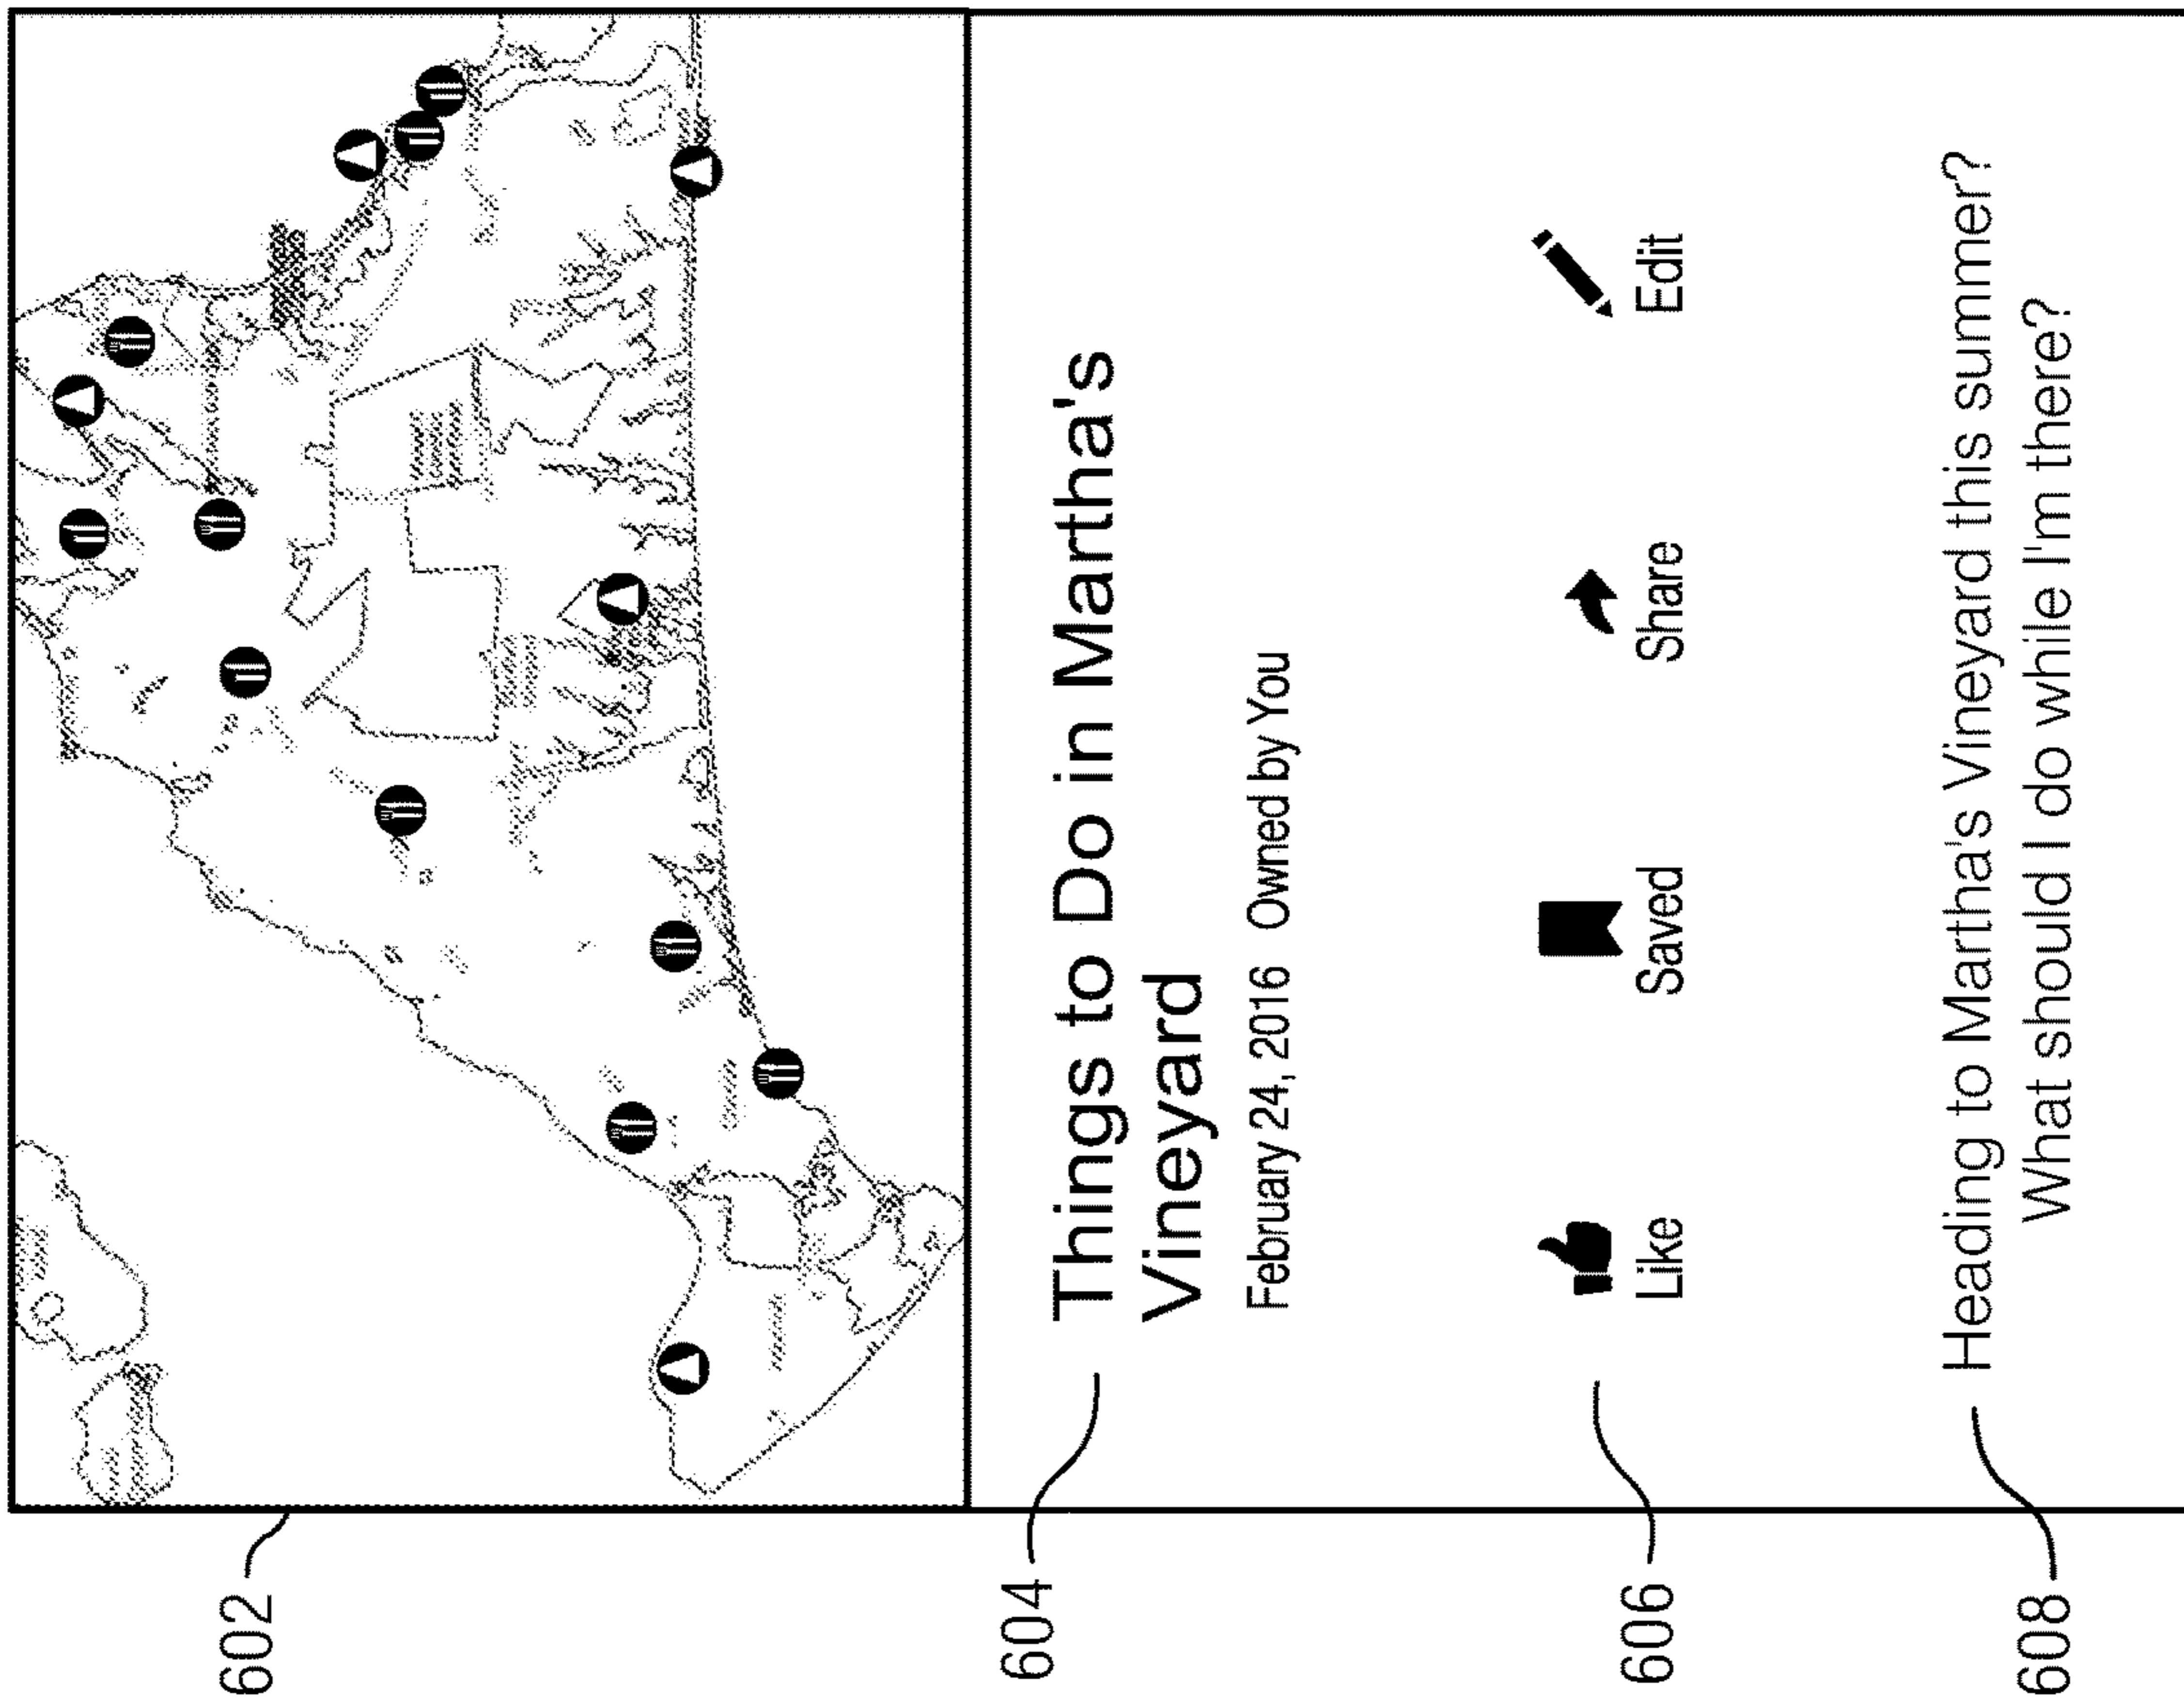 602
604
Things to Do in Martha's
Vineyard
February 24, 2016 Owned by You
606
Like Saved Share Edit
608
Heading to Martha's Vineyard this summer?
What should I do while I'm there?